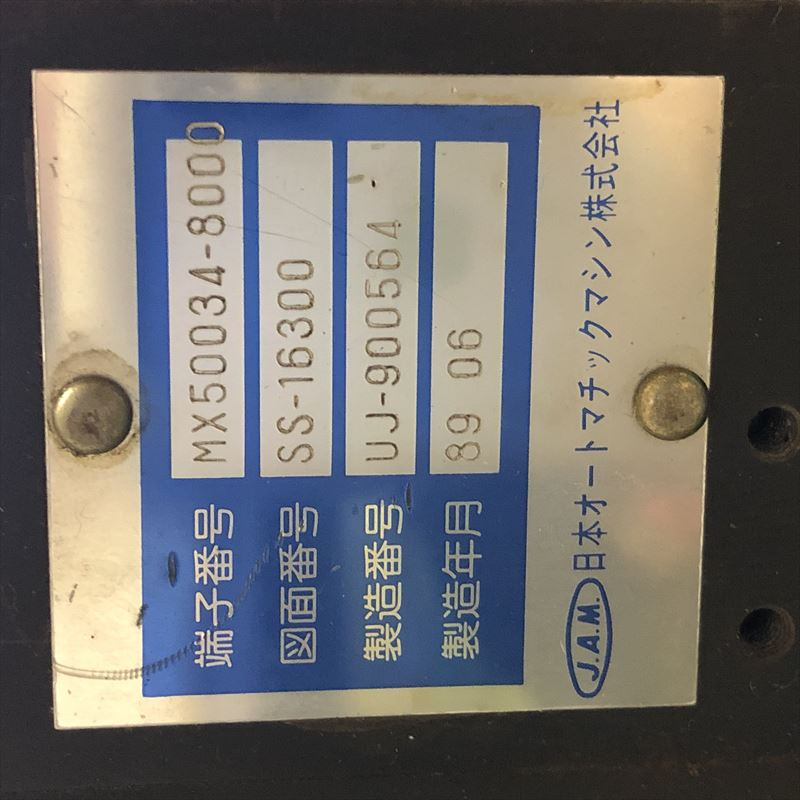 端子番号 MX50034-8000
図面番号 SS-16300
製造番号 UJ-900564
製造年月 89 06
J.A.M. 日本オートマチックマシン株式会社